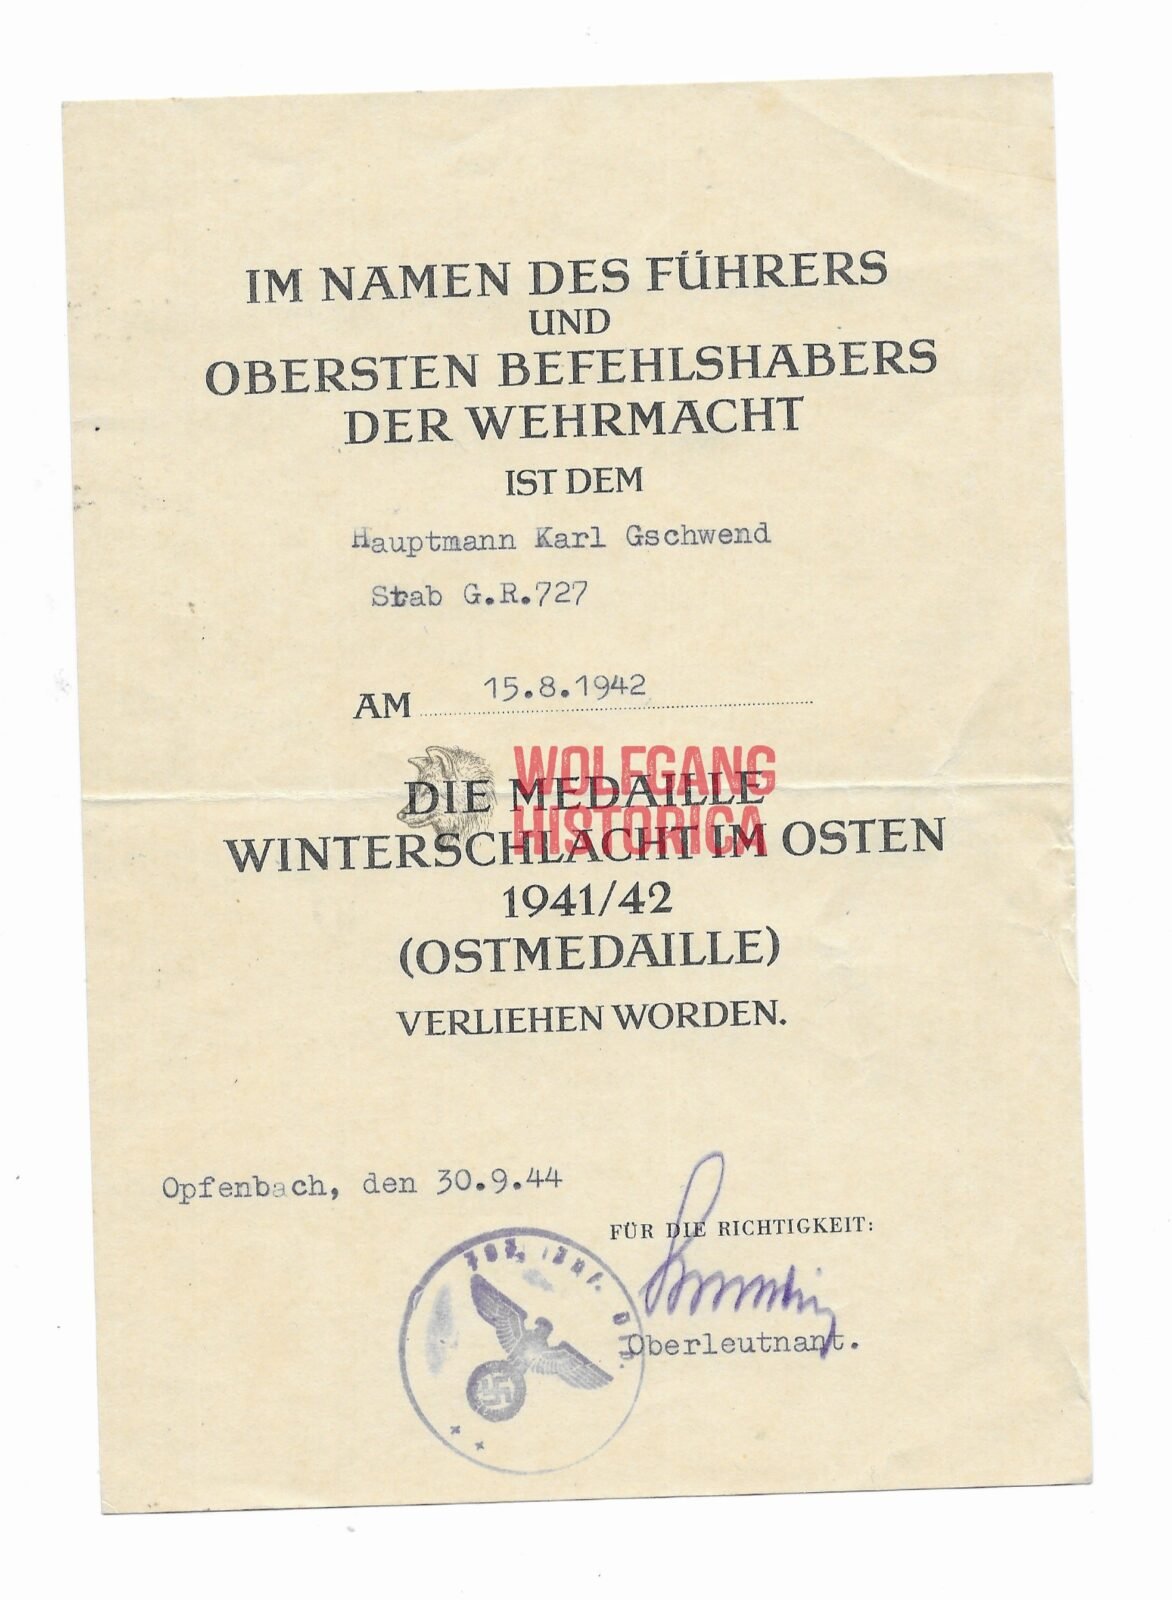 IM NAMEN DES FÜHRERS
UND
OBERSTEN BEFEHLSHABERS
DER WEHRMACHT
IST DEM
Hauptmann Karl Gschwend
Stab G.R.727
AM 15.8.1942
WOLFGANG
HISTORICA
DIE MEDAILLE
WINTERSCHLACHT IM OSTEN
1941/42
(OSTMEDAILLE)
VERLIEHEN WORDEN.
Opfenbach, den 30.9.44
FÜR DIE RICHTIGKEIT:
Oberleutnant.
Inf. Div.